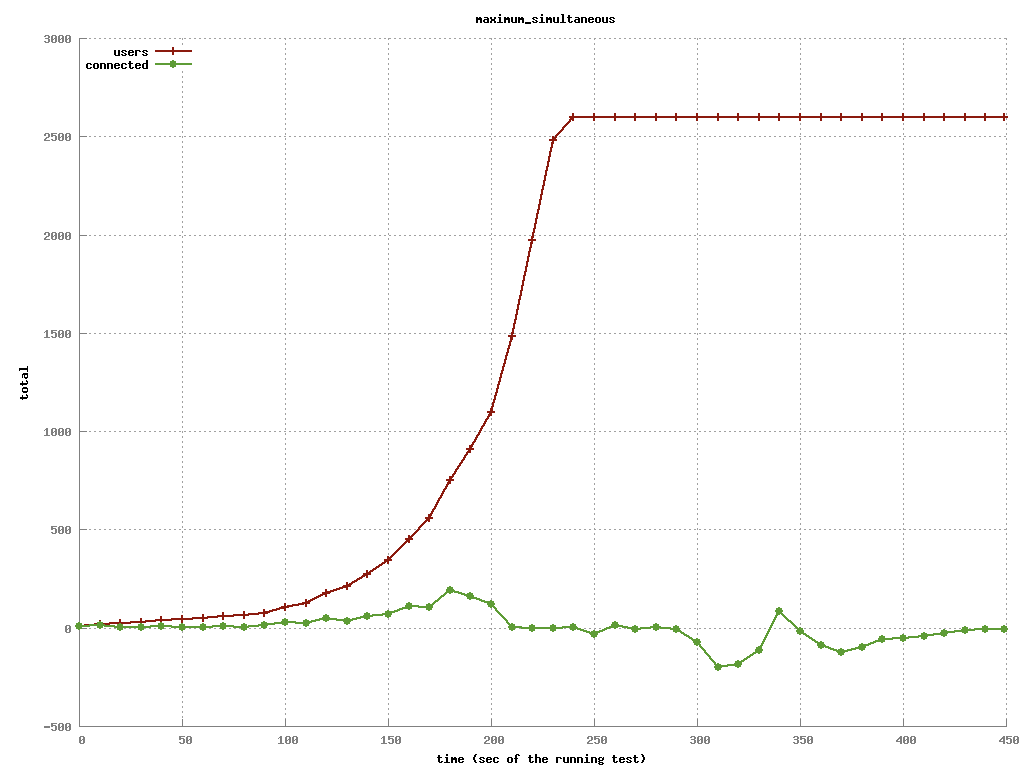 maximum_simultaneous
3000
users
connected
2500
2000
1500
total
1000
500
0
-500
0 50 100 150 200 250 300 350 400 450
time (sec of the running test)